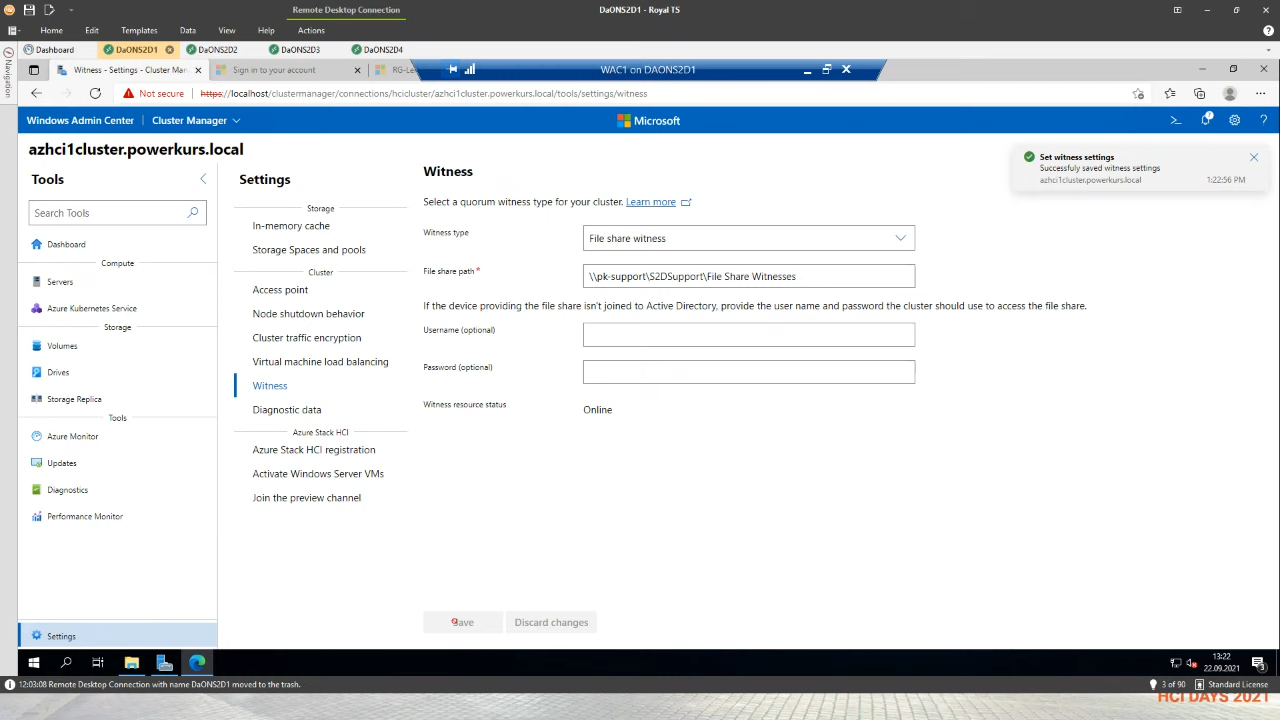 Remote Desktop Connection
DaONS2D1 - Royal TS
Home Edit Templates Data View Help Actions
Dashboard DaONS2D1 DaONS2D2 DaONS2D3 DaONS2D4
Navigation
Witness - Settings - Cluster Man
Sign in to your account
RG-Le
WAC1 on DAONS2D1
Not secure
https://localhost/clustermanager/connections/hcicluster/azhci1cluster.powerkurs.local/tools/settings/witness
Windows Admin Center Cluster Manager Microsoft
azhci1cluster.powerkurs.local
Set witness settings
Successfuly saved witness settings
azhci1cluster.powerkurs.local 1:22:56 PM
Tools
Search Tools
Dashboard
Compute
Servers
Azure Kubernetes Service
Storage
Volumes
Drives
Storage Replica
Tools
Azure Monitor
Updates
Diagnostics
Performance Monitor
Settings
Settings
Storage
In-memory cache
Storage Spaces and pools
Cluster
Access point
Node shutdown behavior
Cluster traffic encryption
Virtual machine load balancing
Witness
Diagnostic data
Azure Stack HCI
Azure Stack HCI registration
Activate Windows Server VMs
Join the preview channel
Witness
Select a quorum witness type for your cluster. Learn more
Witness type File share witness
File share path * \\pk-support\S2DSupport\File Share Witnesses
If the device providing the file share isn't joined to Active Directory, provide the user name and password the cluster should use to access the file share.
Username (optional)
Password (optional)
Witness resource status Online
Save Discard changes
13:22
22.09.2021
3
12:03:08 Remote Desktop Connection with name DaONS2D1 moved to the trash.
3 of 90 Standard License
HCI DAYS 2021